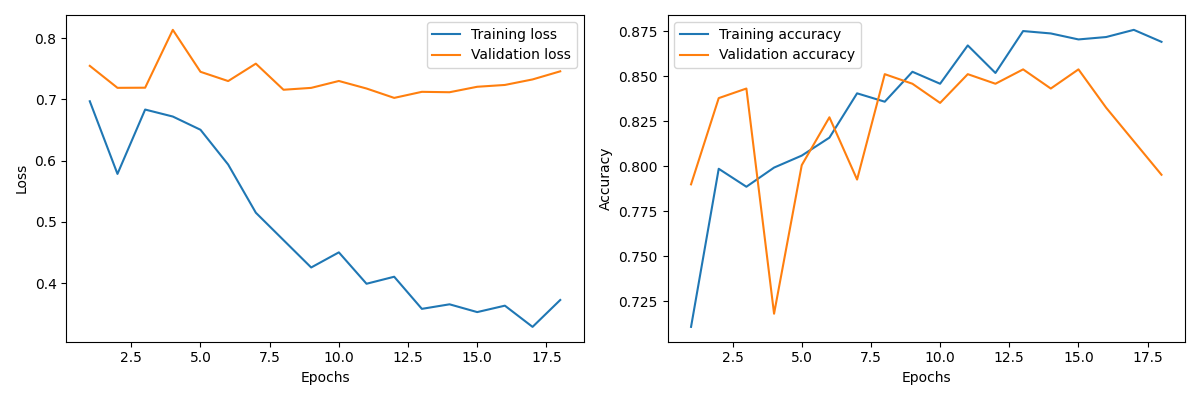 Training loss
Validation loss
0.8
0.7
0.6
0.5
0.4
Loss
2.5 5.0 7.5 10.0 12.5 15.0 17.5
Epochs
Training accuracy
Validation accuracy
0.875
0.850
0.825
0.800
0.775
0.750
0.725
Accuracy
2.5 5.0 7.5 10.0 12.5 15.0 17.5
Epochs